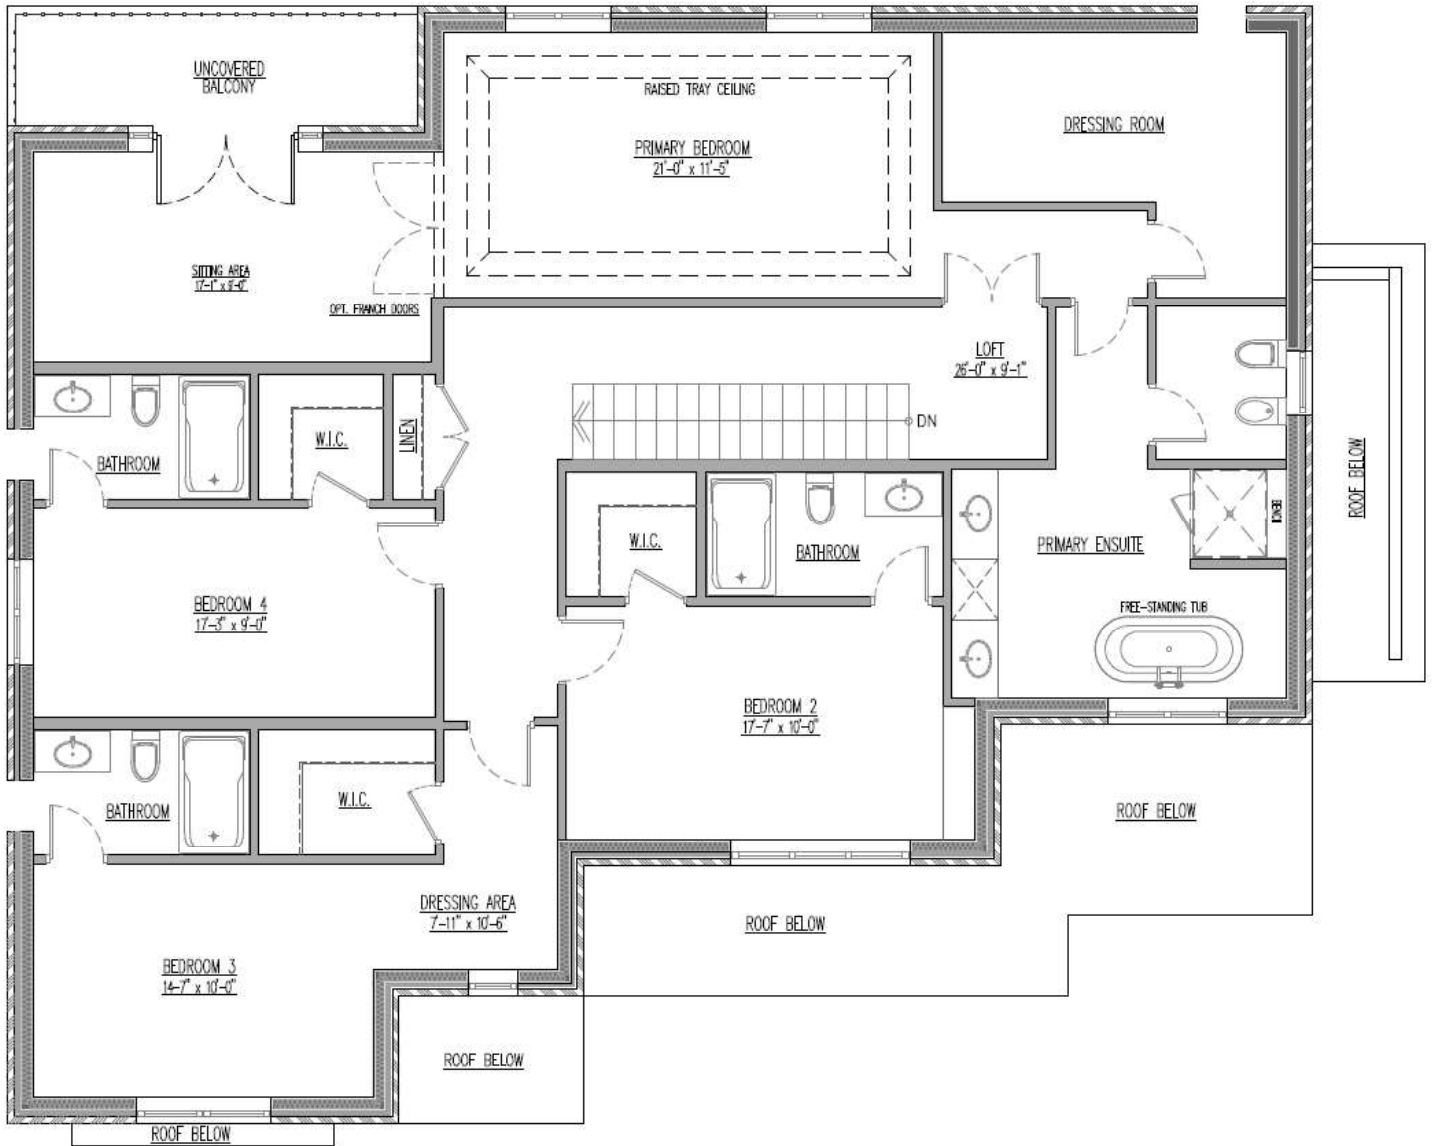 UNCOVERED
BALCONY
RAISED TRAY CEILING
PRIMARY BEDROOM
21'-0" x 11'-5"
DRESSING ROOM
SITTING AREA
17'-1" x 9'-0"
OPT. FRANCH DOORS
LOFT
26'-0" x 9'-1"
DN
W.I.C.
LINEN
BATHROOM
ROOF BELOW
BENCH
W.I.C.
BATHROOM
PRIMARY ENSUITE
BEDROOM 4
17'-3" x 9'-0"
FREE-STANDING TUB
BEDROOM 2
17'-7" x 10'-0"
W.I.C.
BATHROOM
ROOF BELOW
DRESSING AREA
7'-11" x 10'-6"
ROOF BELOW
BEDROOM 3
14-7" x 10'-0"
ROOF BELOW
ROOF BELOW